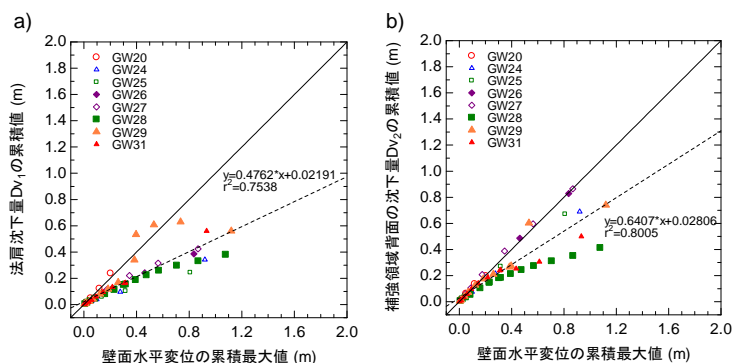 a)
2.0
1.8
1.6
1.4
1.2
1.0
0.8
0.6
0.4
0.2
0.0
法肩沈下量Dv1の累積値 (m)
GW20
GW24
GW25
GW26
GW27
GW28
GW29
GW31
y=0.4762*x+0.02191
r2=0.7538
0.0 0.4 0.8 1.2 1.6 2.0
壁面水平変位の累積最大値 (m)
b)
2.0
1.8
1.6
1.4
1.2
1.0
0.8
0.6
0.4
0.2
0.0
補強領域背面の沈下量Dv2の累積値 (m)
GW20
GW24
GW25
GW26
GW27
GW28
GW29
GW31
y=0.6407*x+0.02806
r2=0.8005
0.0 0.4 0.8 1.2 1.6 2.0
壁面水平変位の累積最大値 (m)